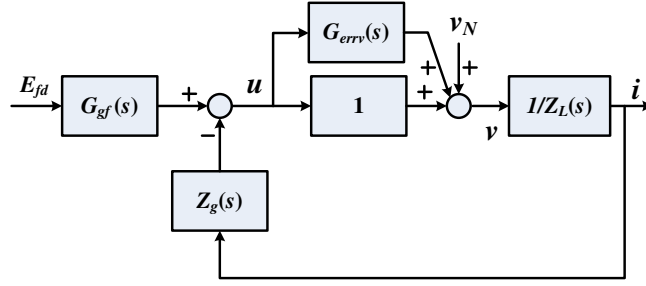 G_errv(s)
v_N
E_fd
G_gf(s)
+
u
+
+
+
1
+
1/Z_L(s)
i
−
v
Z_g(s)